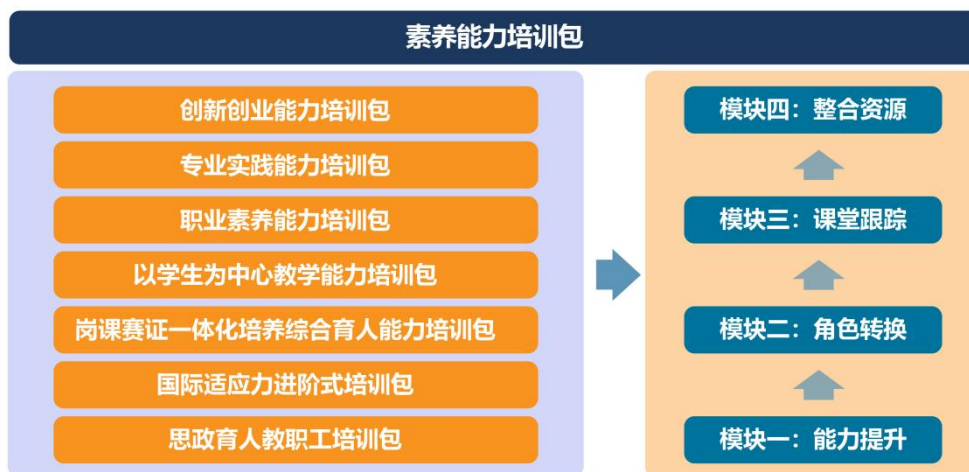 素养能力培训包
创新创业能力培训包
专业实践能力培训包
职业素养能力培训包
以学生为中心教学能力培训包
岗课赛证一体化培养综合育人能力培训包
国际适应力进阶式培训包
思政育人教职工培训包
模块四：整合资源
模块三：课堂跟踪
模块二：角色转换
模块一：能力提升